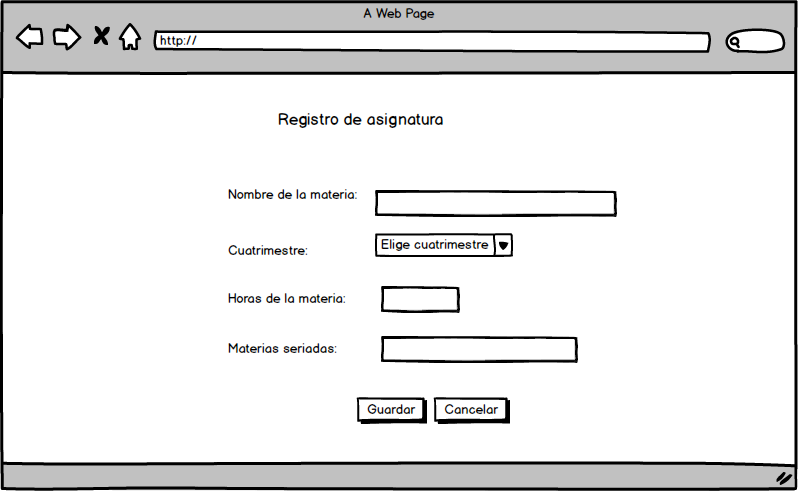 A Web Page
http://
Registro de asignatura
Nombre de la materia:
Cuatrimestre:
Elige cuatrimestre
Horas de la materia:
Materias seriadas:
Guardar
Cancelar